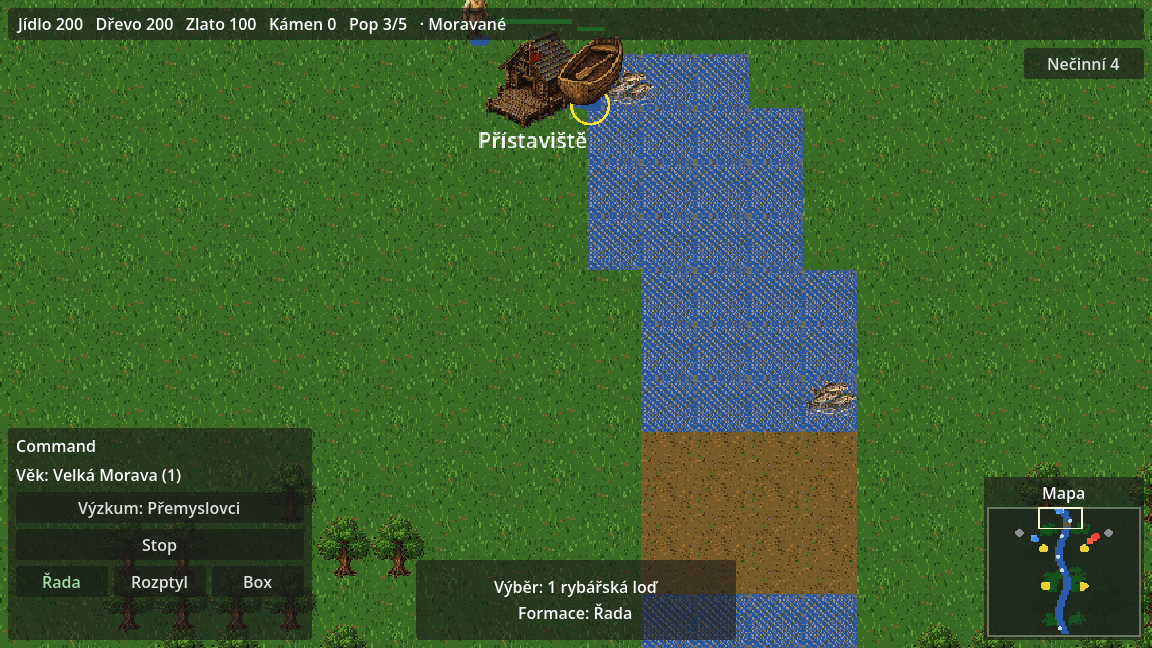 Jídlo 200 Dřevo 200 Zlato 100 Kámen 0 Pop 3/5 · Moravané
Nečinní 4
Přístaviště
Command
Věk: Velká Morava (1)
Výzkum: Přemyslovci
Stop
Řada Rozptyl Box
Výběr: 1 rybářská loď
Formace: Řada
Mapa